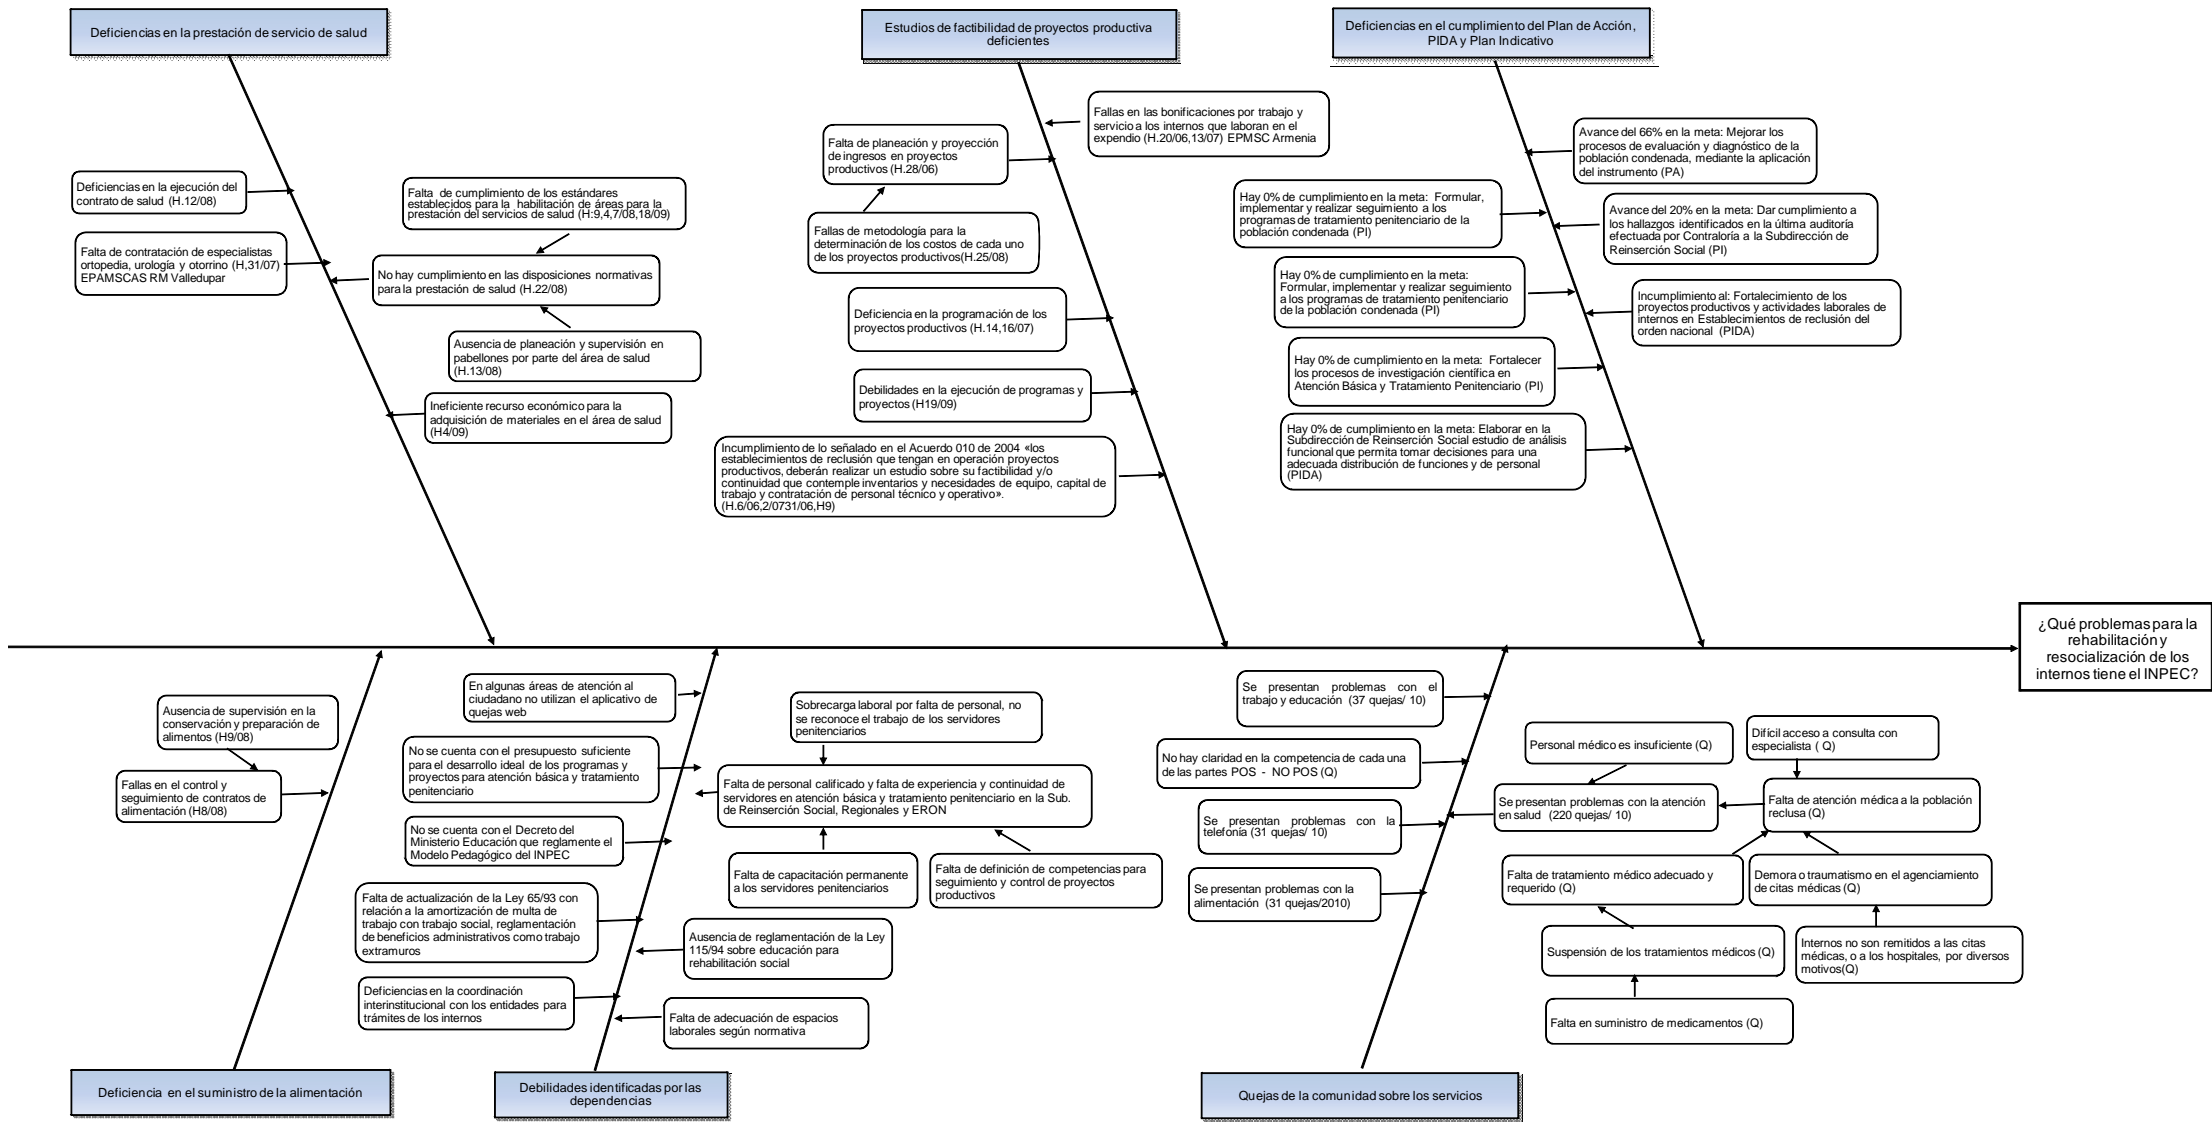 Deficiencias en la prestación de servicio de salud
Estudios de factibilidad de proyectos productiva
deficientes
Deficiencias en el cumplimiento del Plan de Acción,
PIDA y Plan Indicativo
Deficiencias en la ejecución del
contrato de salud (H.12/08)
Falta de contratación de especialistas
ortopedia, urología y otorrino (H,31/07)
EPAMSCAS RM Valledupar
Falta  de cumplimiento de los estándares
establecidos para la habilitación de áreas para la
prestación del servicios de salud (H:9,4,7/08,18/09)
No hay cumplimiento en las disposiciones normativas
para la prestación de salud (H.22/08)
Ausencia de planeación y supervisión en
pabellones por parte del área de salud
(H.13/08)
Ineficiente recurso económico para la
adquisición de materiales en el área de salud
(H4/09)
Fallas en las bonificaciones por trabajo y
servicio a los internos que laboran en el
expendio (H.20/06,13/07) EPMSC Armenia
Falta de planeación y proyección
de ingresos en proyectos
productivos (H.28/06)
Fallas de metodología para la
determinación de los costos de cada uno
de los proyectos productivos(H.25/08)
Deficiencia en la programación de los
proyectos productivos (H.14,16/07)
Debilidades en la ejecución de programas y
proyectos (H19/09)
Incumplimiento de lo señalado en el Acuerdo 010 de 2004 «los
establecimientos de reclusión que tengan en operación proyectos
productivos, deberán realizar un estudio sobre su factibilidad y/o
continuidad que contemple inventarios y necesidades de equipo, capital de
trabajo y contratación de personal técnico y operativo».
(H.6/06,2/0731/06,H9)
Avance del 66% en la meta: Mejorar los
procesos de evaluación y diagnóstico de la
población condenada, mediante la aplicación
del instrumento (PA)
Hay 0% de cumplimiento en la meta:  Formular,
implementar y realizar seguimiento a los
programas de tratamiento penitenciario de la
población condenada (PI)
Avance del 20% en la meta: Dar cumplimiento a
los hallazgos identificados en la última auditoría
efectuada por Contraloría a la Subdirección de
Reinserción Social (PI)
Hay 0% de cumplimiento en la meta:
Formular, implementar y realizar seguimiento
a los programas de tratamiento penitenciario
de la población condenada (PI)
Incumplimiento al: Fortalecimiento de los
proyectos productivos y actividades laborales de
internos en Establecimientos de reclusión del
orden nacional  (PIDA)
Hay 0% de cumplimiento en la meta:  Fortalecer
los procesos de investigación científica en
Atención Básica y Tratamiento Penitenciario (PI)
Hay 0% de cumplimiento en la meta: Elaborar en la
Subdirección de Reinserción Social estudio de análisis
funcional que permita tomar decisiones para una
adecuada distribución de funciones y de personal
(PIDA)
¿Qué problemas para la
rehabilitación y
resocialización de los
internos tiene el INPEC?
Ausencia de supervisión en la
conservación y preparación de
alimentos (H9/08)
Fallas en el control y
seguimiento de contratos de
alimentación (H8/08)
En algunas áreas de atención al
ciudadano no utilizan el aplicativo de
quejas web
No se cuenta con el presupuesto suficiente
para el desarrollo ideal de los programas y
proyectos para atención básica y tratamiento
penitenciario
No se cuenta con el Decreto del
Ministerio Educación que reglamente el
Modelo Pedagógico del INPEC
Falta de actualización de la Ley 65/93 con
relación a la amortización de multa de
trabajo con trabajo social, reglamentación
de beneficios administrativos como trabajo
extramuros
Deficiencias en la coordinación
interinstitucional con los entidades para
trámites de los internos
Sobrecarga laboral por falta de personal, no
se reconoce el trabajo de los servidores
penitenciarios
Falta de personal calificado y falta de experiencia y continuidad de
servidores en atención básica y tratamiento penitenciario en la Sub.
de Reinserción Social, Regionales y ERON
Falta de capacitación permanente
a los servidores penitenciarios
Falta de definición de competencias para
seguimiento y control de proyectos
productivos
Ausencia de reglamentación de la Ley
115/94 sobre educación para
rehabilitación social
Falta de adecuación de espacios
laborales según normativa
Se presentan problemas con el
trabajo y educación  (37 quejas/ 10)
No hay claridad en la competencia de cada una
de las partes POS  -  NO POS (Q)
Se presentan problemas con la
telefonía (31 quejas/ 10)
Se presentan problemas con la
alimentación  (31 quejas/2010)
Personal médico es insuficiente (Q)
Difícil acceso a consulta con
especialista ( Q)
Se presentan problemas con la atención
en salud  (220 quejas/ 10)
Falta de atención médica a la población
reclusa (Q)
Falta de tratamiento médico adecuado y
requerido (Q)
Demora o traumatismo en el agenciamiento
de citas médicas (Q)
Suspensión de los tratamientos médicos (Q)
Internos no son remitidos a las citas
médicas, o a los hospitales, por diversos
motivos(Q)
Falta en suministro de medicamentos (Q)
Deficiencia  en el suministro de la alimentación
Debilidades identificadas por las
dependencias
Quejas de la comunidad sobre los servicios